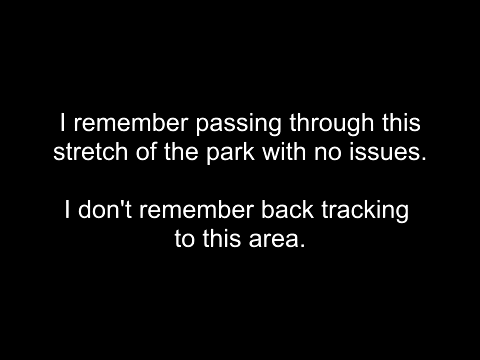 I remember passing through this
stretch of the park with no issues.
I don't remember back tracking
to this area.